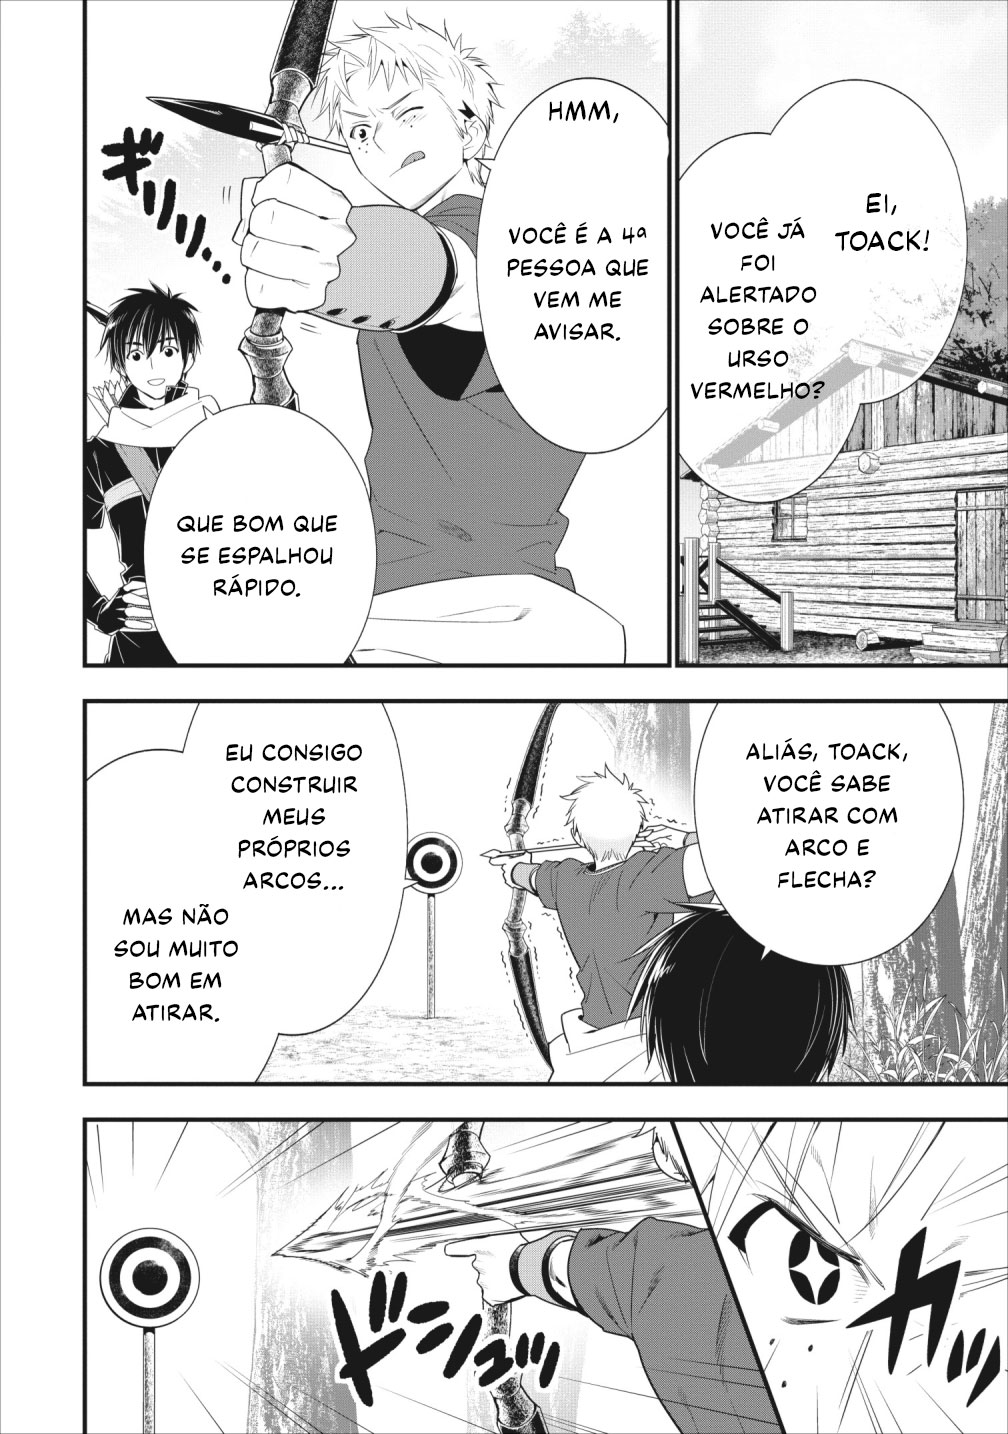 EI,
TOACK!
VOCÊ JÁ
FOI
ALERTADO
SOBRE O
URSO
VERMELHO?
HMM,
VOCÊ É A 4ª
PESSOA QUE
VEM ME
AVISAR.
ギリ...
QUE BOM QUE
SE ESPALHOU
RÁPIDO.
ALIÁS, TOACK,
VOCÊ SABE
ATIRAR COM
ARCO E
FLECHA?
EU CONSIGO
CONSTRUIR
MEUS
PRÓPRIOS
ARCOS...
MAS NÃO
SOU MUITO
BOM EM
ATIRAR.
カッ
ドシュッ